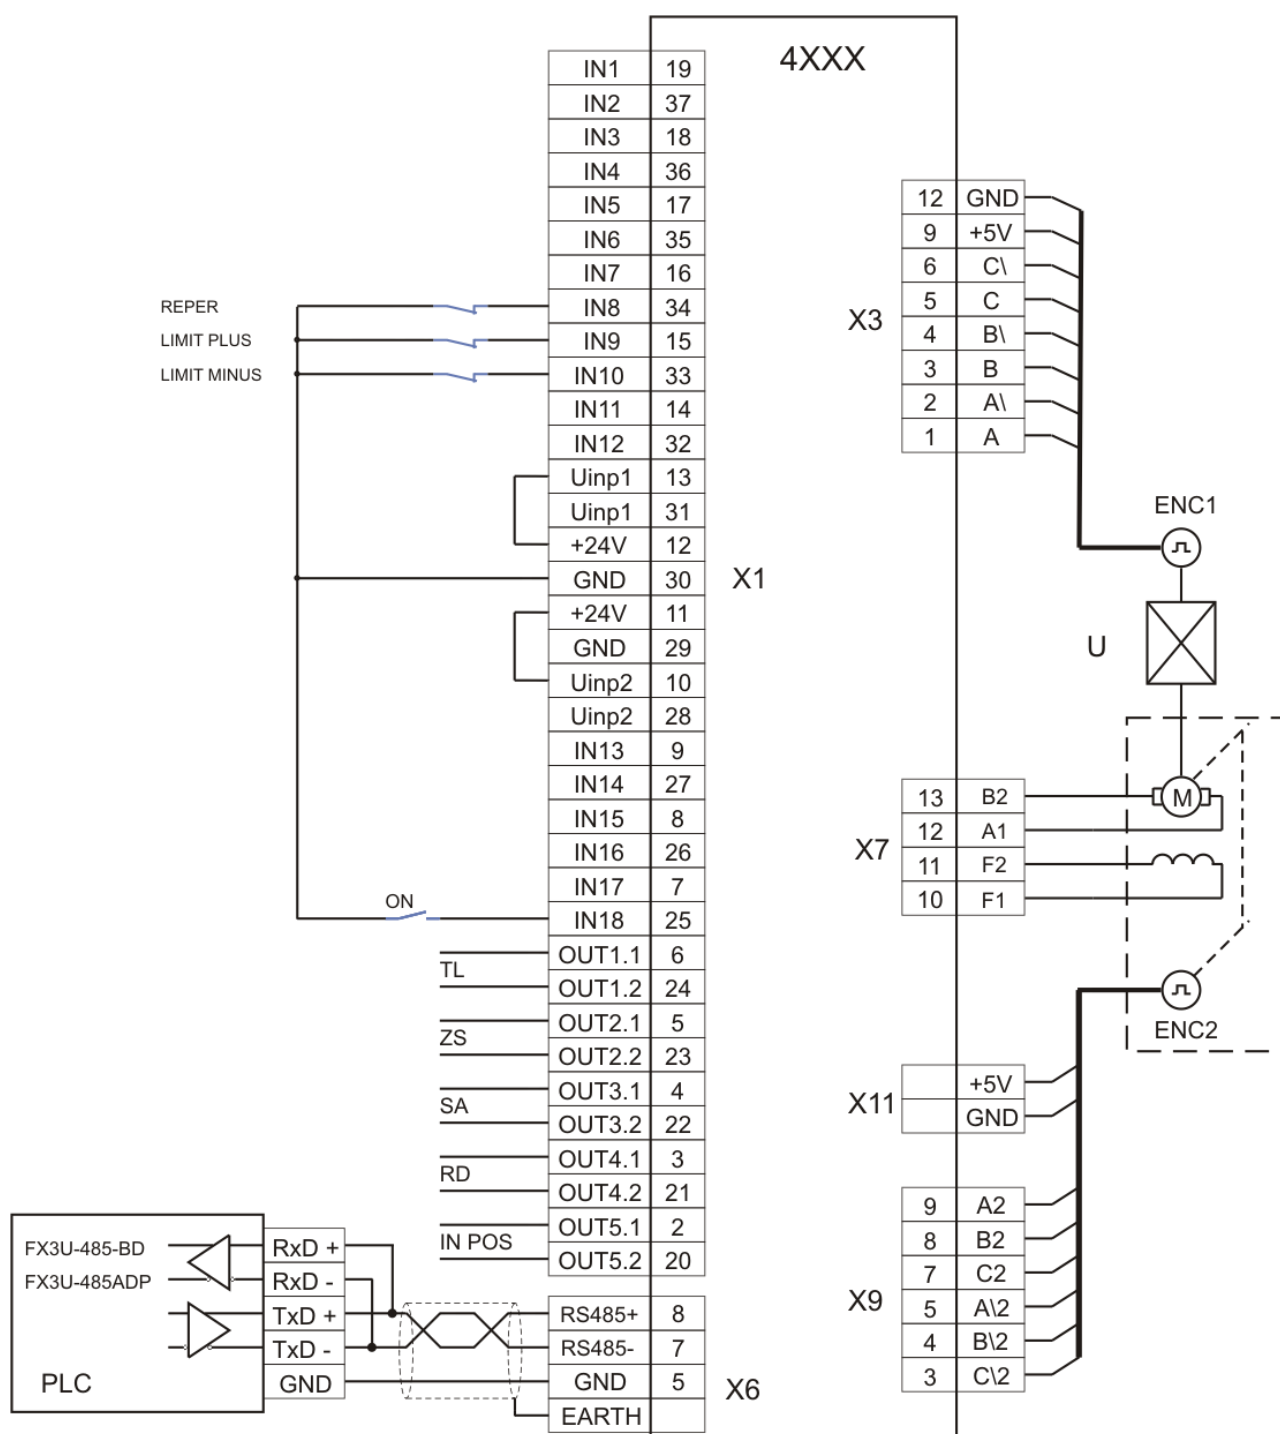 4XXX
IN1 19
IN2 37
IN3 18
IN4 36
IN5 17
IN6 35
IN7 16
REPER IN8 34
LIMIT PLUS IN9 15
LIMIT MINUS IN10 33
IN11 14
IN12 32
Uinp1 13
Uinp1 31
+24V 12
GND 30
X1
+24V 11
GND 29
Uinp2 10
Uinp2 28
IN13 9
IN14 27
IN15 8
IN16 26
IN17 7
ON
IN18 25
OUT1.1 6
TL
OUT1.2 24
OUT2.1 5
ZS
OUT2.2 23
OUT3.1 4
SA
OUT3.2 22
OUT4.1 3
RD
OUT4.2 21
OUT5.1 2
IN POS
OUT5.2 20
FX3U-485-BD RxD +
FX3U-485ADP RxD -
TxD +
TxD -
PLC GND
RS485+ 8
RS485- 7
GND 5
X6
EARTH
12 GND
9 +5V
6 C\
5 C
X3
4 B\
3 B
2 A\
1 A
ENC1
U
13 B2
M
12 A1
X7
11 F2
10 F1
ENC2
+5V
X11
GND
9 A2
8 B2
7 C2
X9
5 A\2
4 B\2
3 C\2